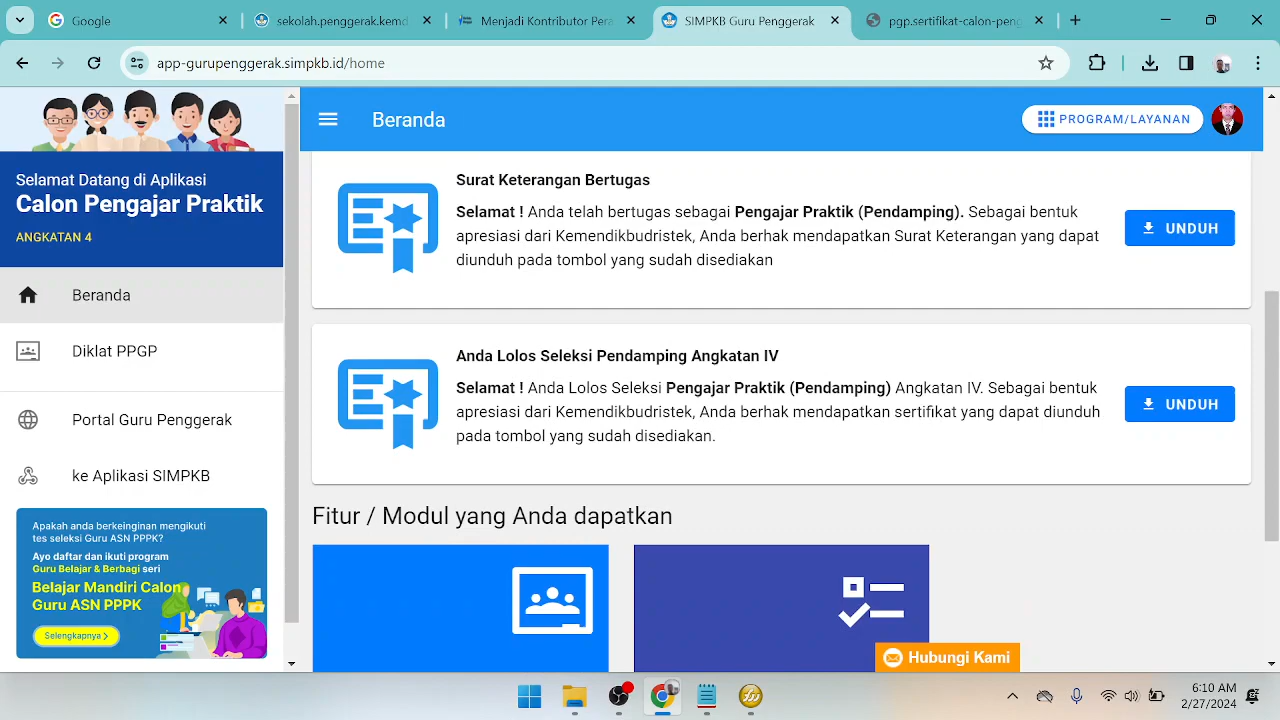 Google
sekolah.penggerak.kemd
Menjadi Kontributor Pera
SIMPKB Guru Penggerak
pgp.sertifikat-calon-peng
app-gurupenggerak.simpkb.id/home
Selamat Datang di Aplikasi
Calon Pengajar Praktik
ANGKATAN 4
Beranda
Diklat PPGP
Portal Guru Penggerak
ke Aplikasi SIMPKB
Apakah anda berkeinginan mengikuti
tes seleksi Guru ASN PPPK?
Ayo daftar dan ikuti program
Guru Belajar & Berbagi seri
Belajar Mandiri Calon
Guru ASN PPPK
Selengkapnya >
Beranda
PROGRAM/LAYANAN
Surat Keterangan Bertugas
Selamat ! Anda telah bertugas sebagai Pengajar Praktik (Pendamping). Sebagai bentuk
apresiasi dari Kemendikbudristek, Anda berhak mendapatkan Surat Keterangan yang dapat
diunduh pada tombol yang sudah disediakan
UNDUH
Anda Lolos Seleksi Pendamping Angkatan IV
Selamat ! Anda Lolos Seleksi Pengajar Praktik (Pendamping) Angkatan IV. Sebagai bentuk
apresiasi dari Kemendikbudristek, Anda berhak mendapatkan sertifikat yang dapat diunduh
pada tombol yang sudah disediakan.
UNDUH
Fitur / Modul yang Anda dapatkan
Hubungi Kami
6:10 AM
2/27/2024